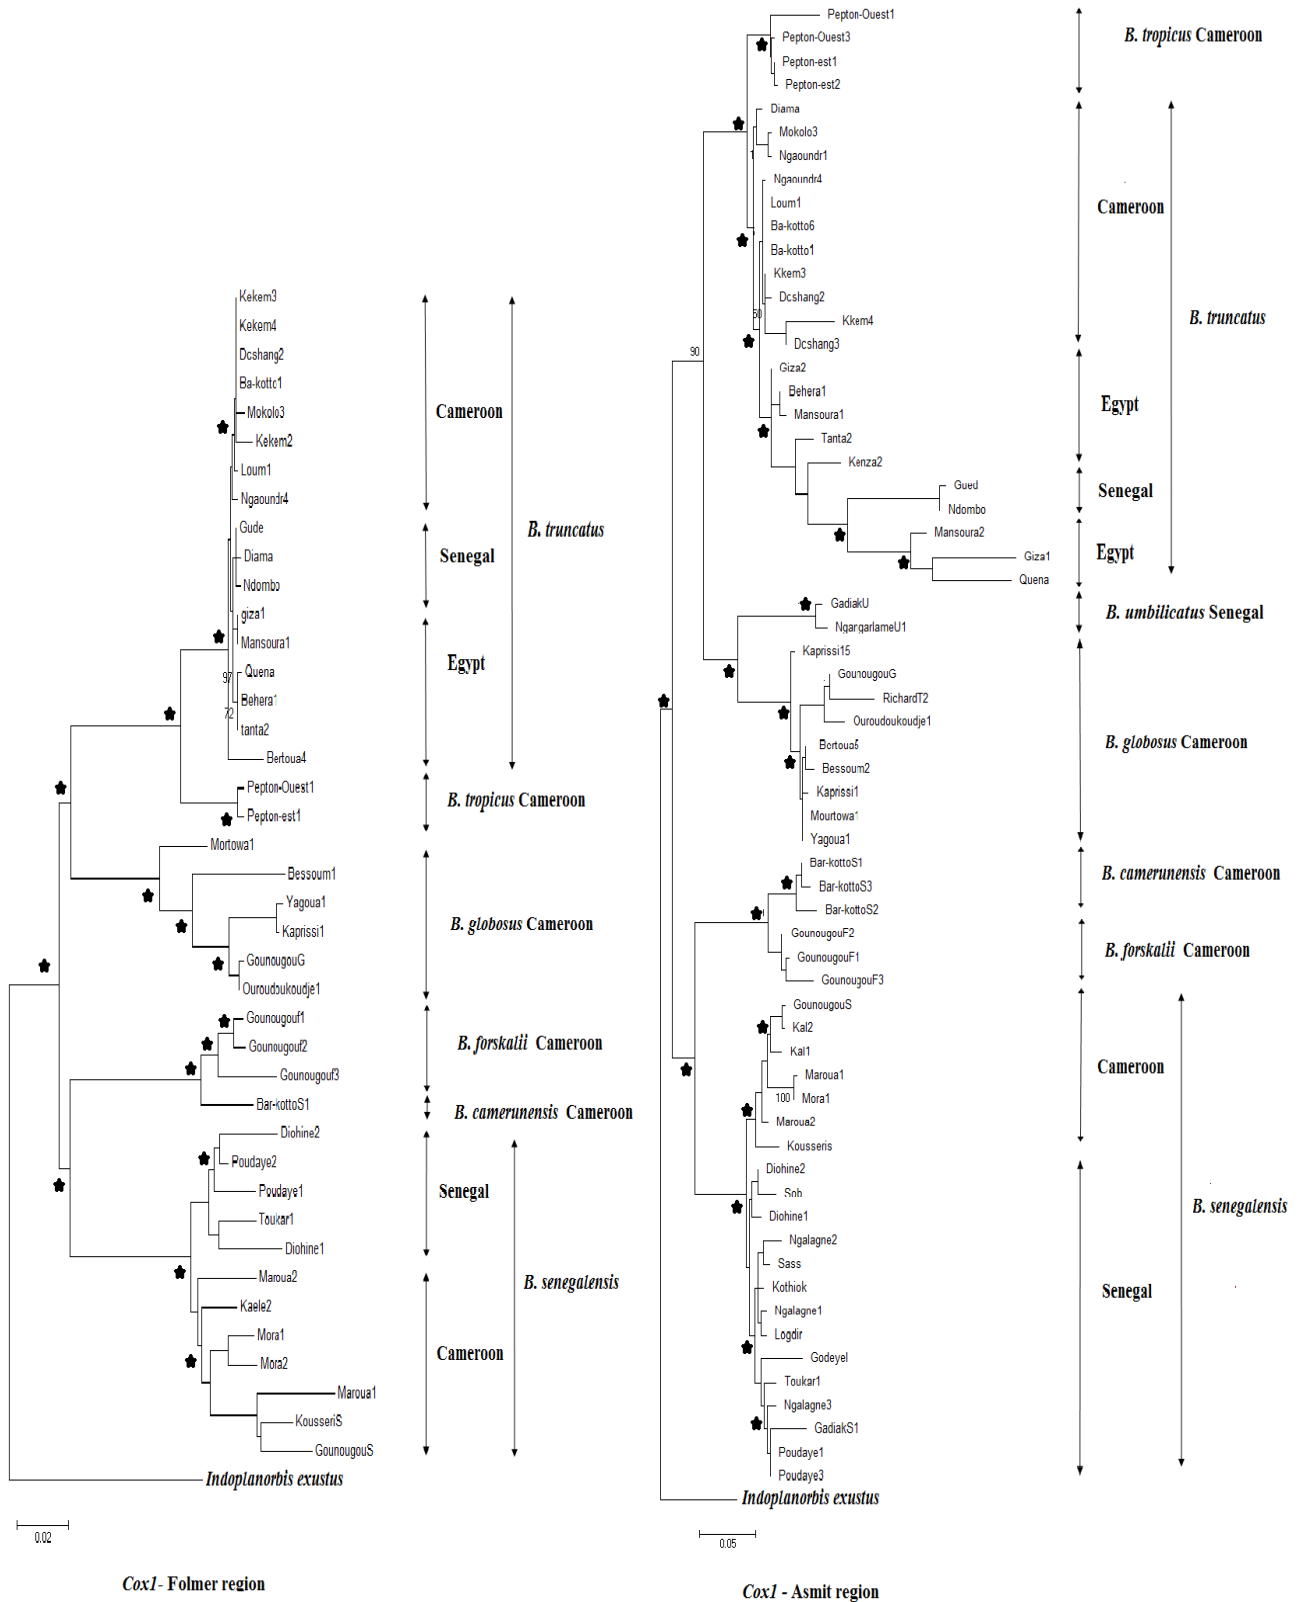 Kekem3
Kekem4
Dcshang2
Ba-kottc1
Mokolo3
Kekem2
Loum1
Ngaoundr4
Gude
Diama
Ndombo
giza1
Mansoura1
Quena
Behera1
tanta2
Bertoua4
Pepton-Ouest1
Pepton-est1
Mortowa1
Bessoum1
Yagoua1
Kaprissi1
GounougouG
Ouroudoukoudje1
Gounougouf1
Gounougouf2
Gounougouf3
Bar-kottoS1
Diohine2
Poudaye2
Poudaye1
Toukar1
Diohine1
Maroua2
Kaele2
Mora1
Mora2
Maroua1
KousseriS
GounougouS
Indoplanorbis exustus
97
72
Cameroon
Senegal
Egypt
B. truncatus
B. tropicus Cameroon
B. globosus Cameroon
B. forskalii Cameroon
B. camerunensis Cameroon
Senegal
Cameroon
B. senegalensis
0.02
Cox1- Folmer region
Pepton-Ouest1
Pepton-Ouest3
Pepton-est1
Pepton-est2
Diama
Mokolo3
Ngaoundr1
Ngaoundr4
Loum1
Ba-kotto6
Ba-kotto1
Kkem3
Dcshang2
Kkem4
Dcshang3
Giza2
Behera1
Mansoura1
Tanta2
Kenza2
Gued
Ndombo
Mansoura2
Giza1
Quena
GadiakU
NgangarlameU1
Kaprissi15
GounougouG
RichardT2
Ouroudoukoudje1
Bertoua5
Bessoum2
Kaprissi1
Mourtowa1
Yagoua1
Bar-kottoS1
Bar-kottoS3
Bar-kottoS2
GounougouF2
GounougouF1
GounougouF3
GounougouS
Kal2
Kal1
Maroua1
Mora1
Maroua2
Kousseris
Diohine2
Soh
Diohine1
Ngalagne2
Sass
Kothiok
Ngalagne1
Logdir
Godeyel
Toukar1
Ngalagne3
GadiakS1
Poudaye1
Poudaye3
Indoplanorbis exustus
90
50
100
B. tropicus Cameroon
Cameroon
B. truncatus
Egypt
Senegal
Egypt
B. umbilicatus Senegal
B. globosus Cameroon
B. camerunensis Cameroon
B. forskalii Cameroon
Cameroon
B. senegalensis
Senegal
0.05
Cox1 - Asmit region